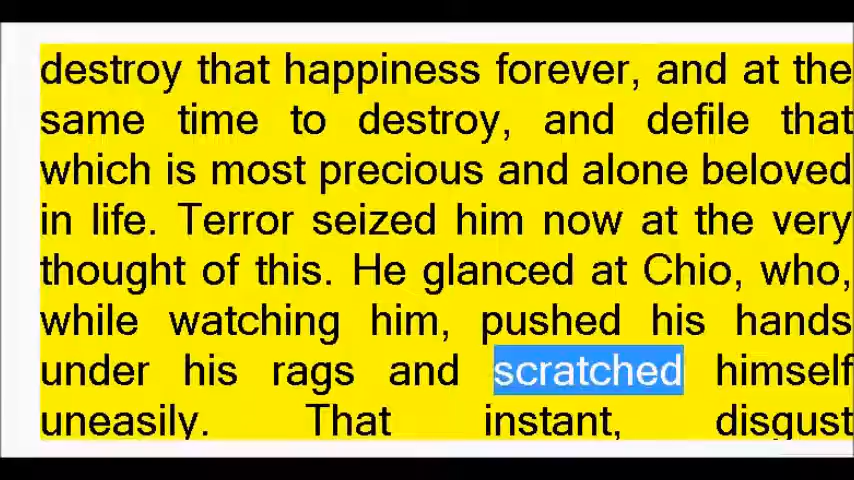 destroy that happiness forever, and at the
same time to destroy, and defile that
which is most precious and alone beloved
in life. Terror seized him now at the very
thought of this. He glanced at Chio, who,
while watching him, pushed his hands
under his rags and scratched himself
uneasily. That instant, disgust